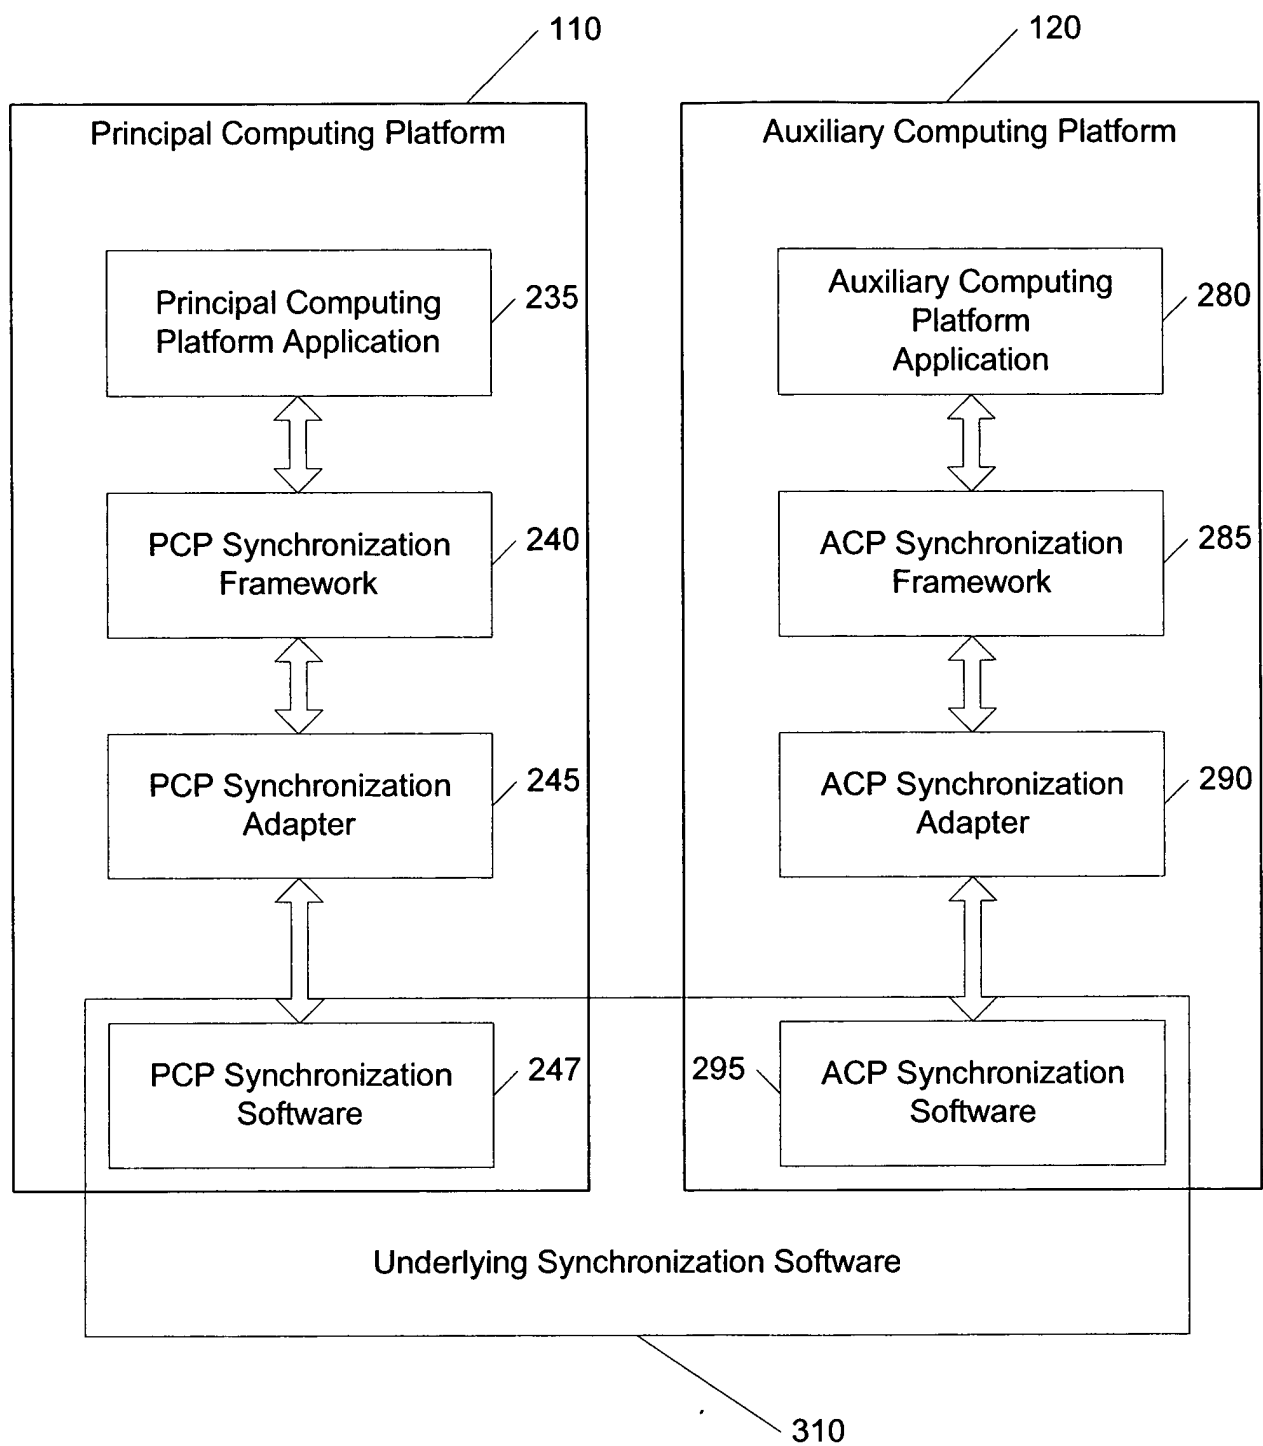 110
120
Principal Computing Platform
Auxiliary Computing Platform
Principal Computing
Platform Application
235
Auxiliary Computing
Platform
Application
280
PCP Synchronization
Framework
240
ACP Synchronization
Framework
285
PCP Synchronization
Adapter
245
ACP Synchronization
Adapter
290
PCP Synchronization
Software
247
295
ACP Synchronization
Software
Underlying Synchronization Software
310